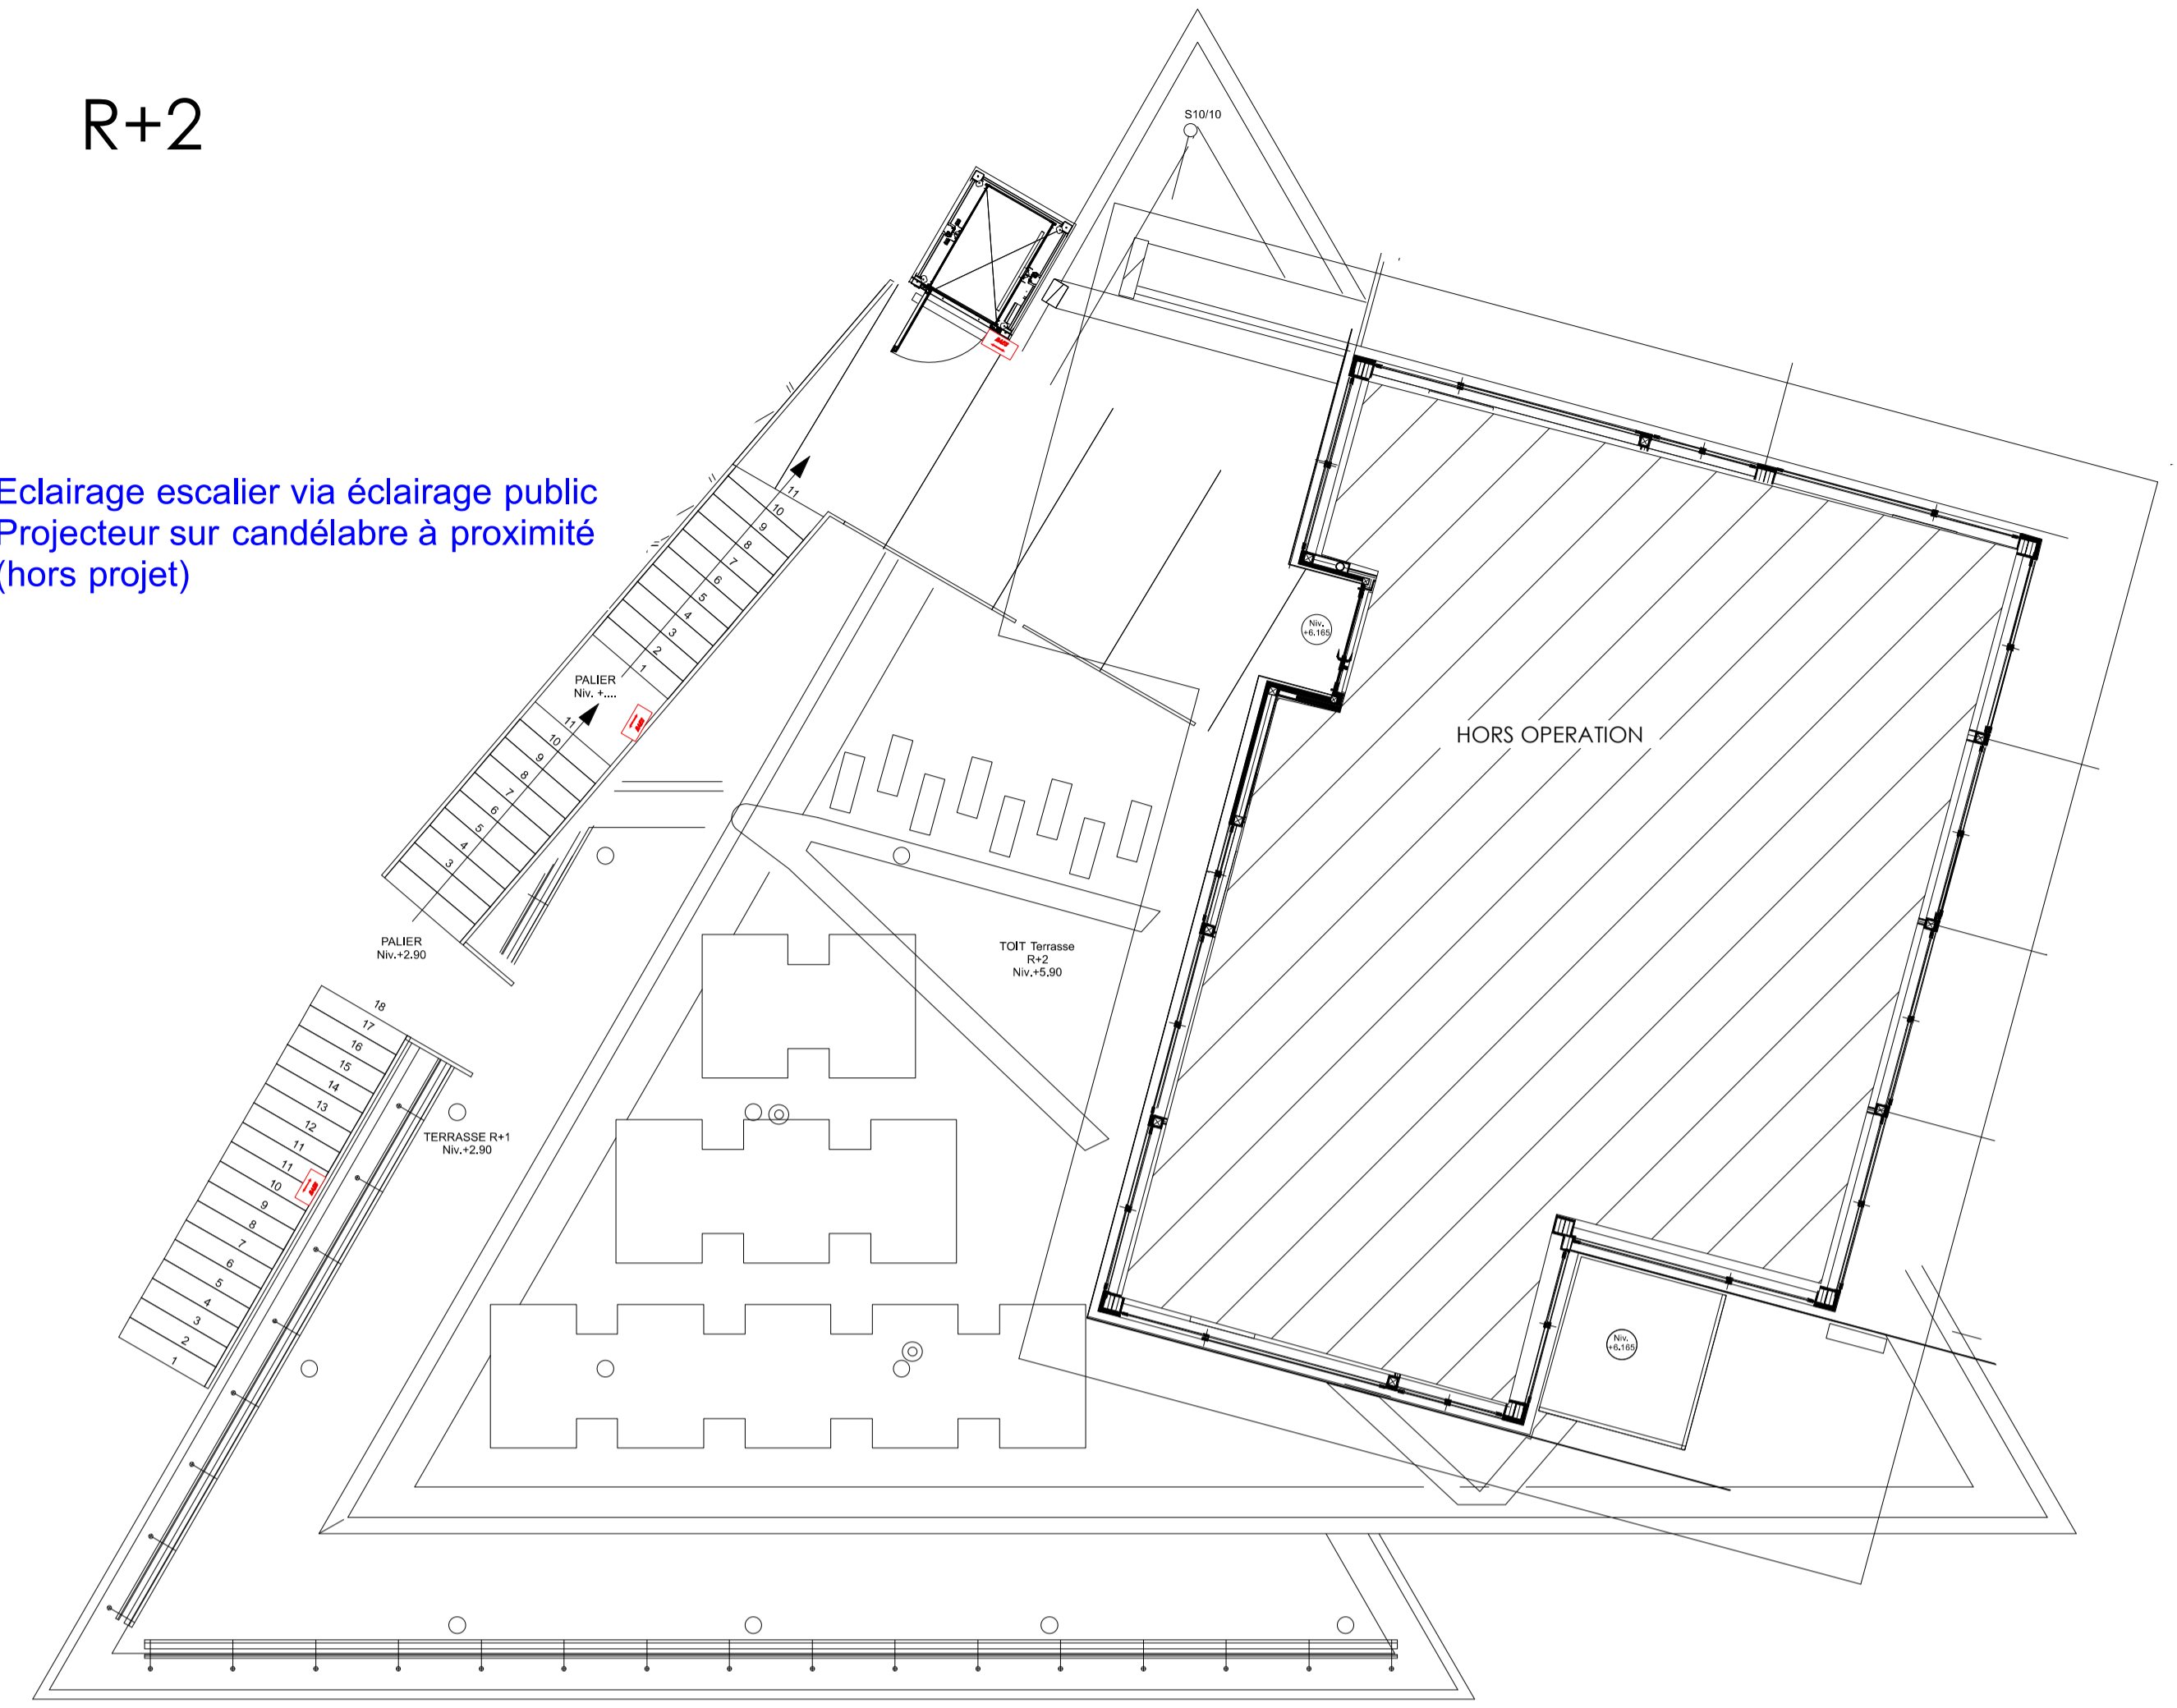 R+2
S10/10
Eclairage escalier via éclairage public
Projecteur sur candélabre à proximité
(hors projet)
11
10
9
8
7
6
5
4
3
2
1
PALIER
Niv. +....
11
10
9
8
7
6
5
4
3
PALIER
Niv.+2.90
Niv.
+6.165
HORS OPERATION
TOIT Terrasse
R+2
Niv.+5.90
18
17
16
15
14
13
12
11
11
10
9
8
7
6
5
4
3
2
1
TERRASSE R+1
Niv.+2.90
Niv.
+6.165